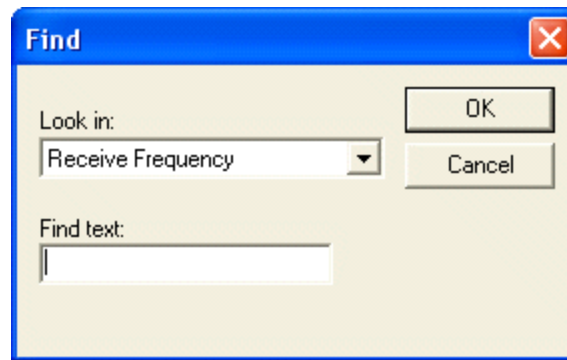 Find
Look in:
OK
Receive Frequency
Cancel
Find text: